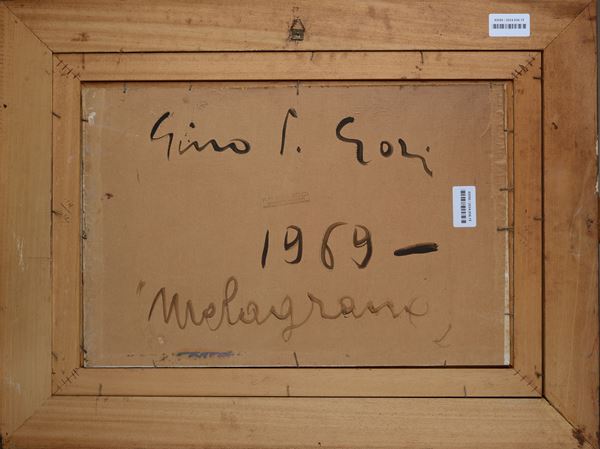 Gino P. Gori
1969 -
"Melagrane"